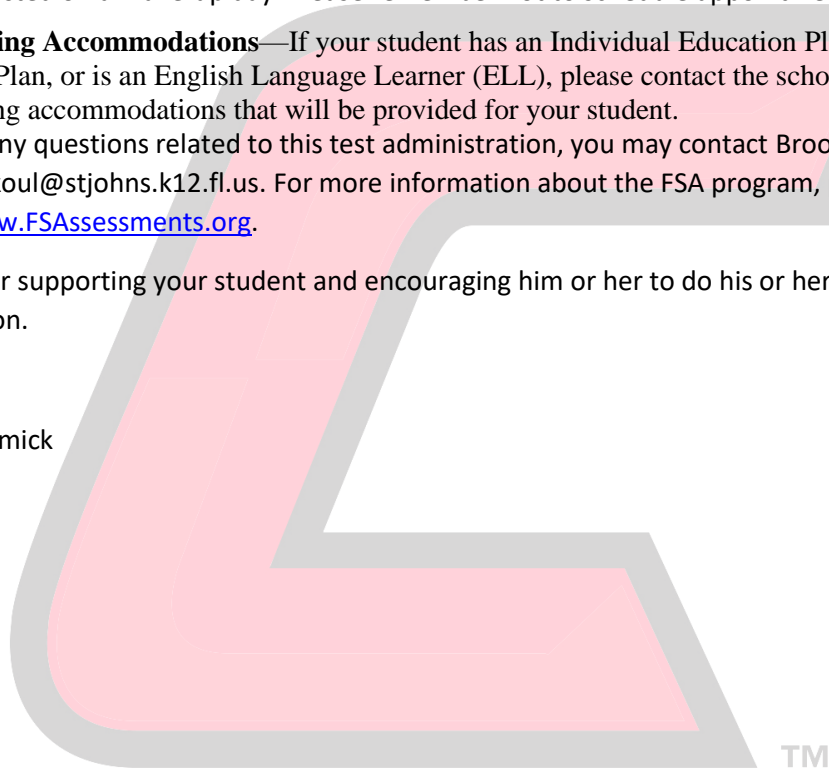 ing Accommodations—If your student has an Individual Education Pl
Plan, or is an English Language Learner (ELL), please contact the scho
ng accommodations that will be provided for your student.
ny questions related to this test administration, you may contact Broo
oul@stjohns.k12.fl.us. For more information about the FSA program,
w.FSAssessments.org.
r supporting your student and encouraging him or her to do his or her
on.
mick
TM